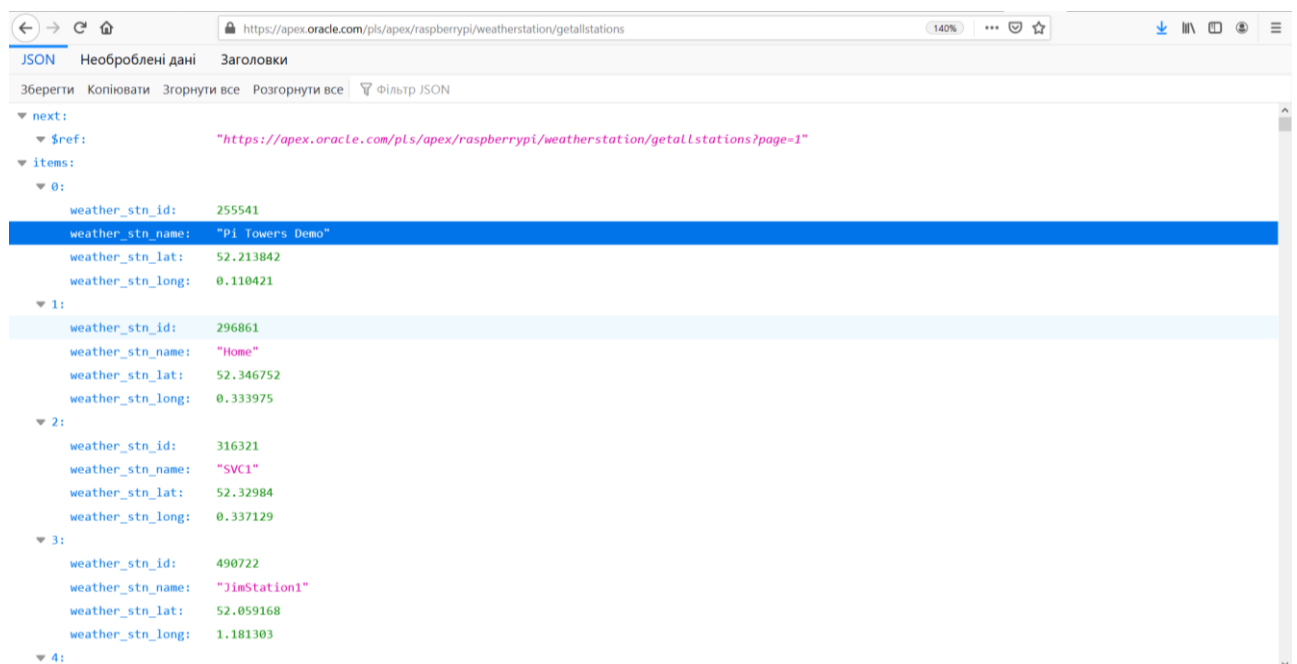 https://apex.oracle.com/pls/apex/raspberrypi/weatherstation/getallstations 140%
JSON Необроблені дані Заголовки
Зберегти Копіювати Згорнути все Розгорнути все Фільтр JSON
next:
$ref: "https://apex.oracle.com/pls/apex/raspberrypi/weatherstation/getallstations?page=1"
items:
0:
weather_stn_id: 255541
weather_stn_name: "Pi Towers Demo"
weather_stn_lat: 52.213842
weather_stn_long: 0.110421
1:
weather_stn_id: 296861
weather_stn_name: "Home"
weather_stn_lat: 52.346752
weather_stn_long: 0.333975
2:
weather_stn_id: 316321
weather_stn_name: "SVC1"
weather_stn_lat: 52.32984
weather_stn_long: 0.337129
3:
weather_stn_id: 490722
weather_stn_name: "JimStation1"
weather_stn_lat: 52.059168
weather_stn_long: 1.181303
4: